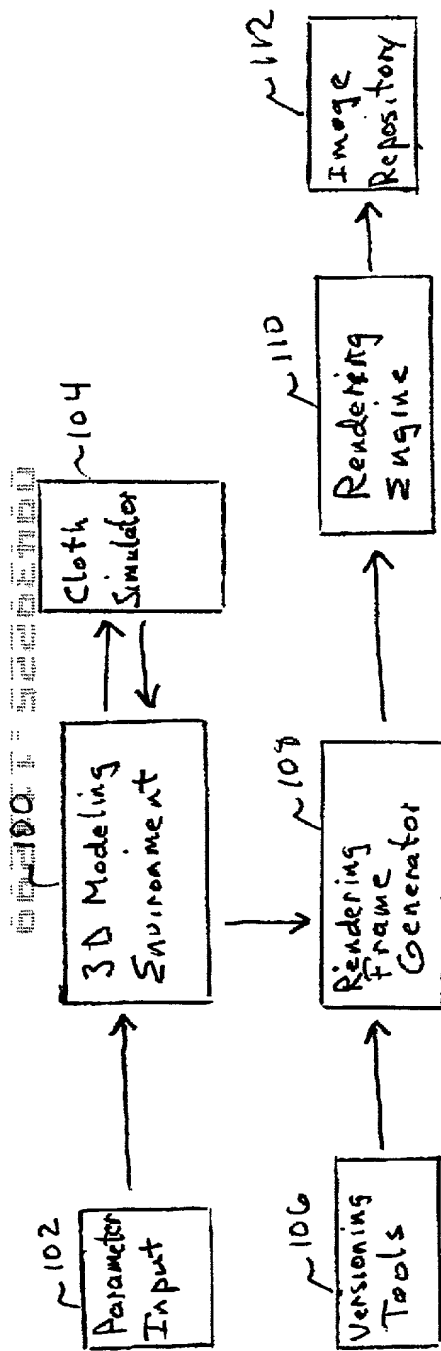 102
Parameter
Input
100
3D Modeling
Environment
104
Cloth
Simulator
106
Versioning
Tools
108
Rendering
Frame
Generator
110
Rendering
Engine
112
Image
Repository